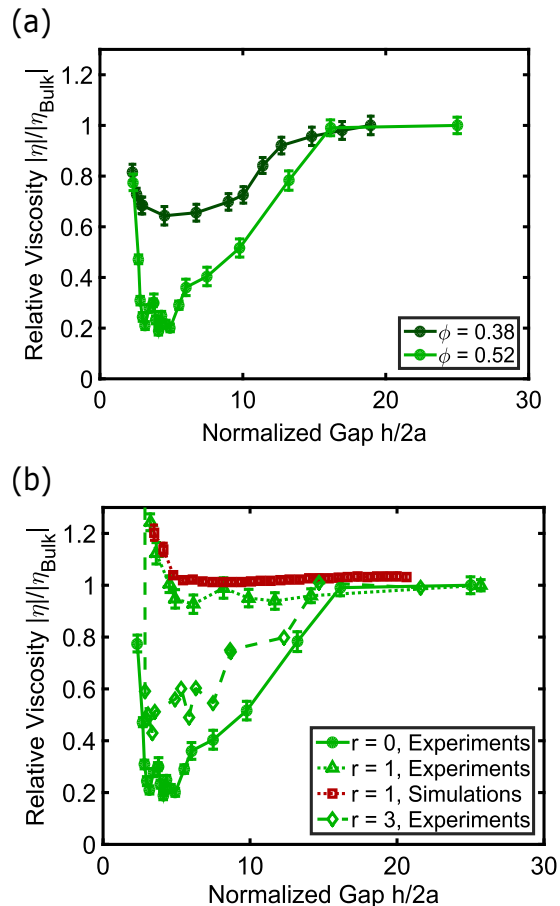 (a)
Relative Viscosity |η|/|η_Bulk|
1.2
1
0.8
0.6
0.4
0.2
0
ϕ = 0.38
ϕ = 0.52
0 10 20 30
Normalized Gap h/2a
(b)
Relative Viscosity |η|/|η_Bulk|
1.2
1
0.8
0.6
0.4
0.2
0
r = 0, Experiments
r = 1, Experiments
r = 1, Simulations
r = 3, Experiments
0 10 20 30
Normalized Gap h/2a